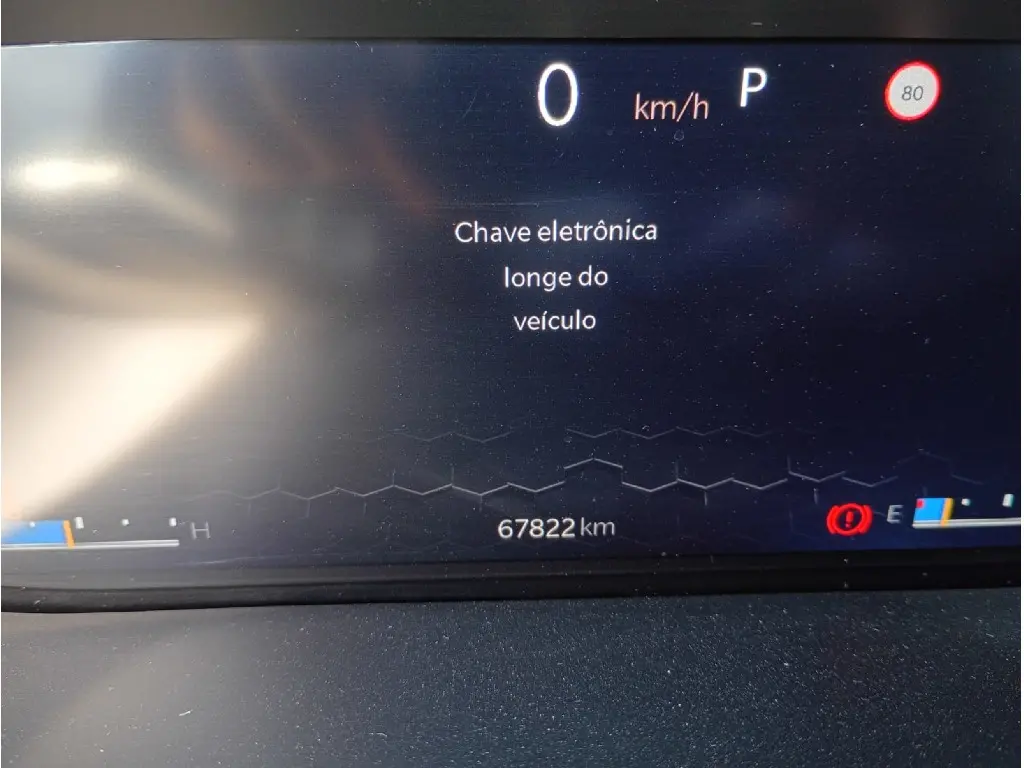 0 km/h P 80
Chave eletrônica
longe do
veículo
H 67822 km E